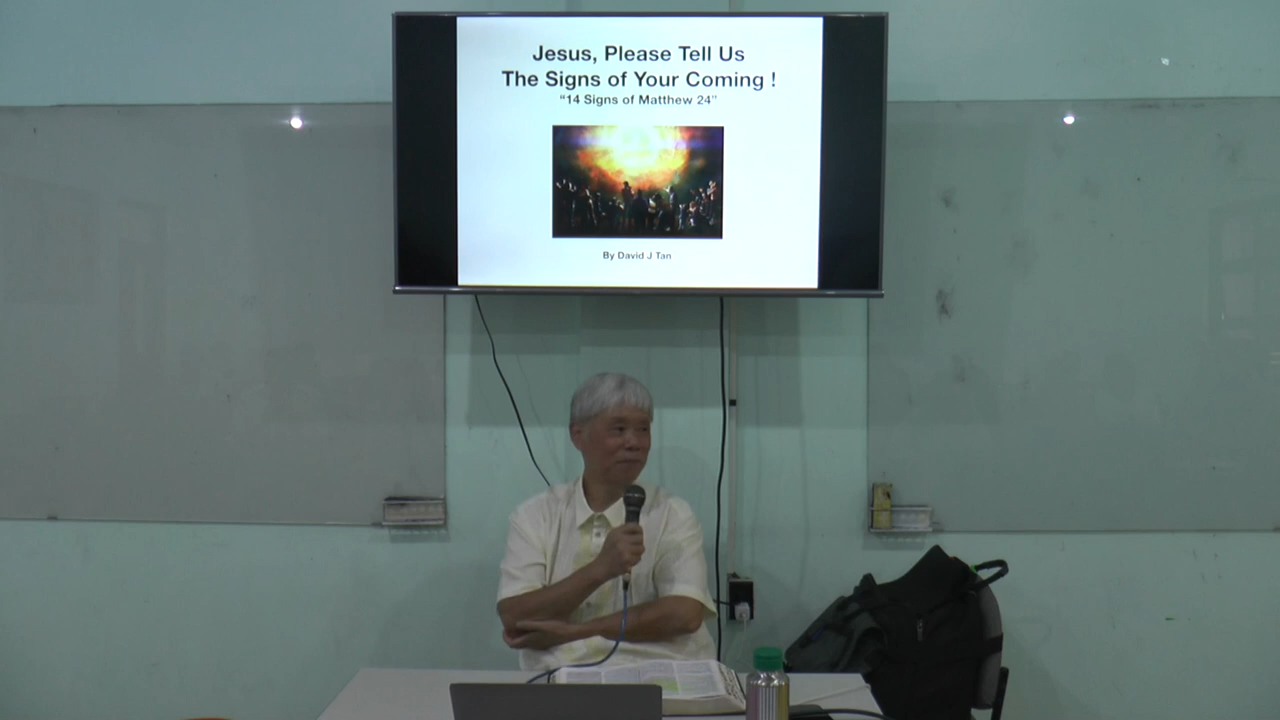 Jesus, Please Tell Us
The Signs of Your Coming !
“14 Signs of Matthew 24”
By David J Tan